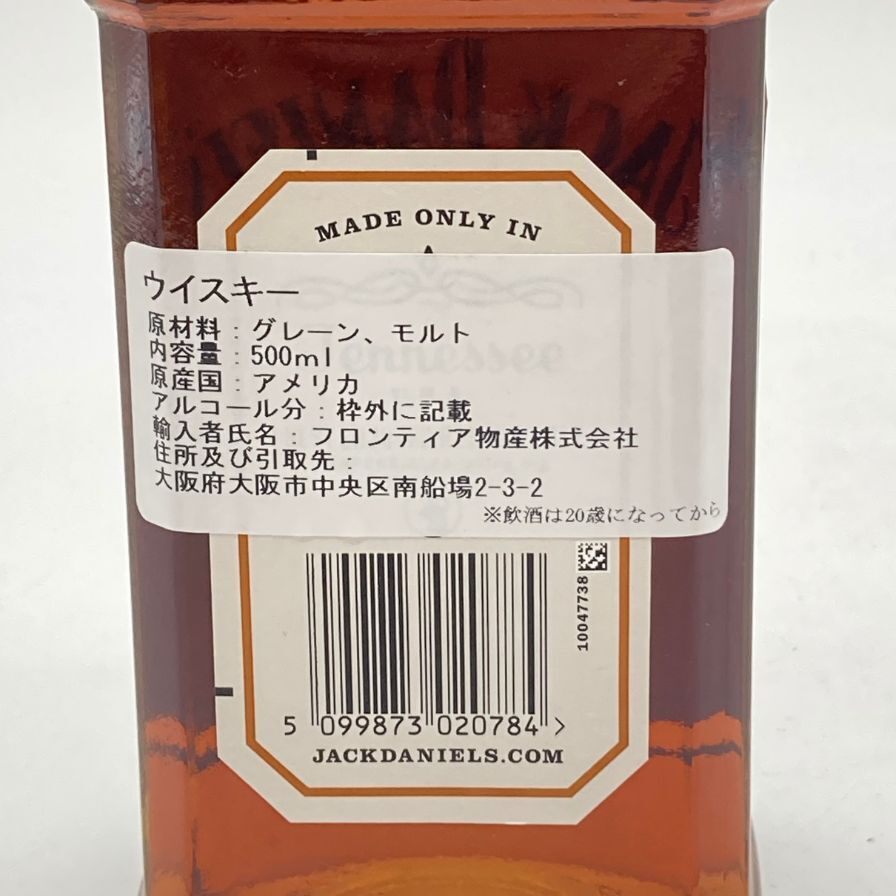 MADE ONLY IN
ウイスキー
原材料：グレーン、モルト
内容量：500ml
原産国：アメリカ
アルコール分：枠外に記載
輸入者氏名：フロンティア物産株式会社
住所及び引取先：
大阪府大阪市中央区南船場2-3-2
※飲酒は20歳になってから
Tennessee
10047738
5 099873 020784 >
JACKDANIELS.COM